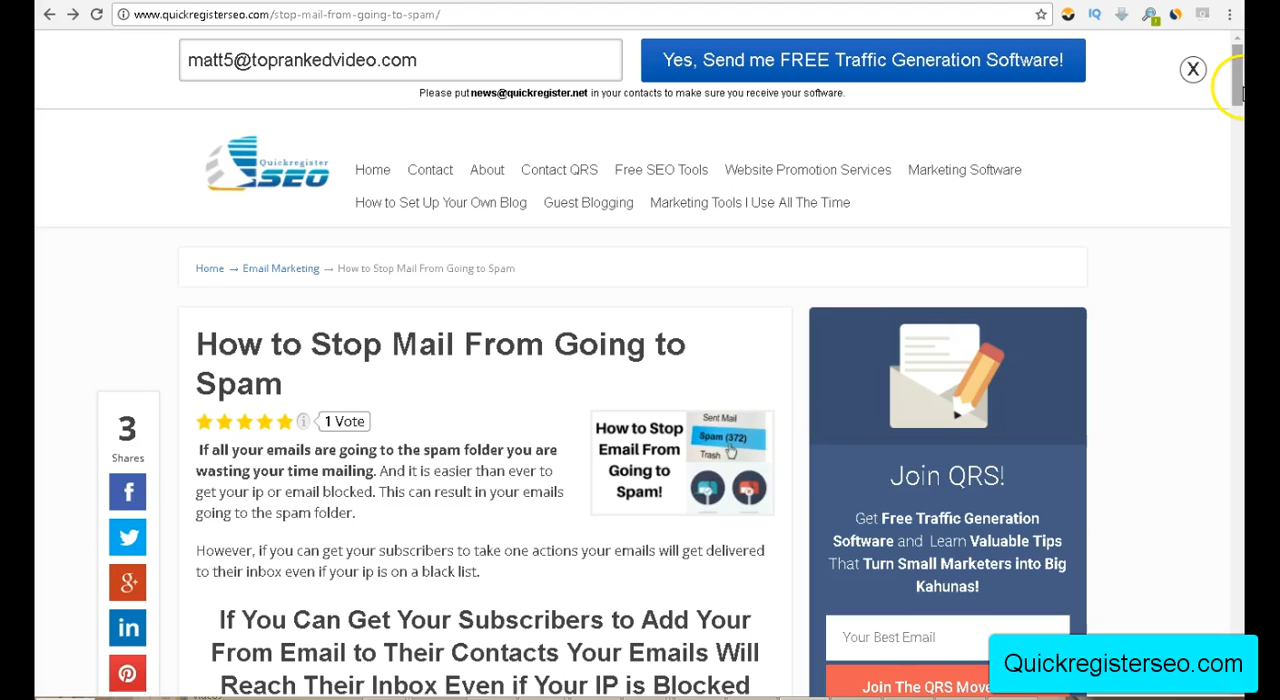 www.quickregisterseo.com/stop-mail-from-going-to-spam/
matt5@toprankedvideo.com
Yes, Send me FREE Traffic Generation Software!
X
Please put news@quickregister.net in your contacts to make sure you receive your software.
Quickregister
SEO
Home Contact About Contact QRS Free SEO Tools Website Promotion Services Marketing Software
How to Set Up Your Own Blog Guest Blogging Marketing Tools I Use All The Time
Home → Email Marketing → How to Stop Mail From Going to Spam
How to Stop Mail From Going to
Spam
1 Vote
If all your emails are going to the spam folder you are
wasting your time mailing. And it is easier than ever to
get your ip or email blocked. This can result in your emails
going to the spam folder.
How to Stop
Email From
Going to
Spam!
Sent Mail
Spam (372)
Trash
However, if you can get your subscribers to take one actions your emails will get delivered
to their inbox even if your ip is on a black list.
If You Can Get Your Subscribers to Add Your
From Email to Their Contacts Your Emails Will
Reach Their Inbox Even if Your IP is Blocked
3
Shares
f
g+
in
Join QRS!
Get Free Traffic Generation
Software and Learn Valuable Tips
That Turn Small Marketers into Big
Kahunas!
Your Best Email
Join The QRS
Quickregisterseo.com